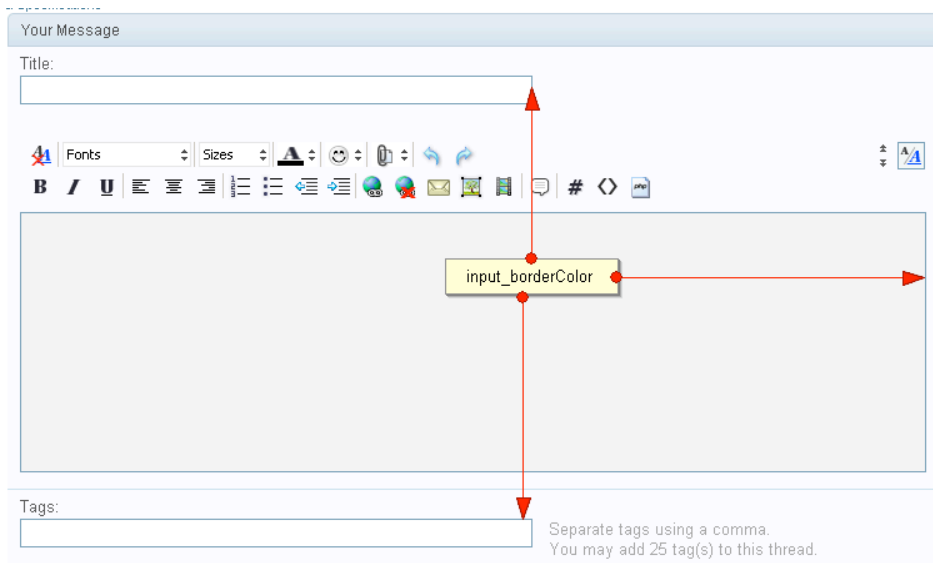 Your Message
Title:
Fonts Sizes A A/A
B I U # <> php
input_borderColor
Tags:
Separate tags using a comma.
You may add 25 tag(s) to this thread.